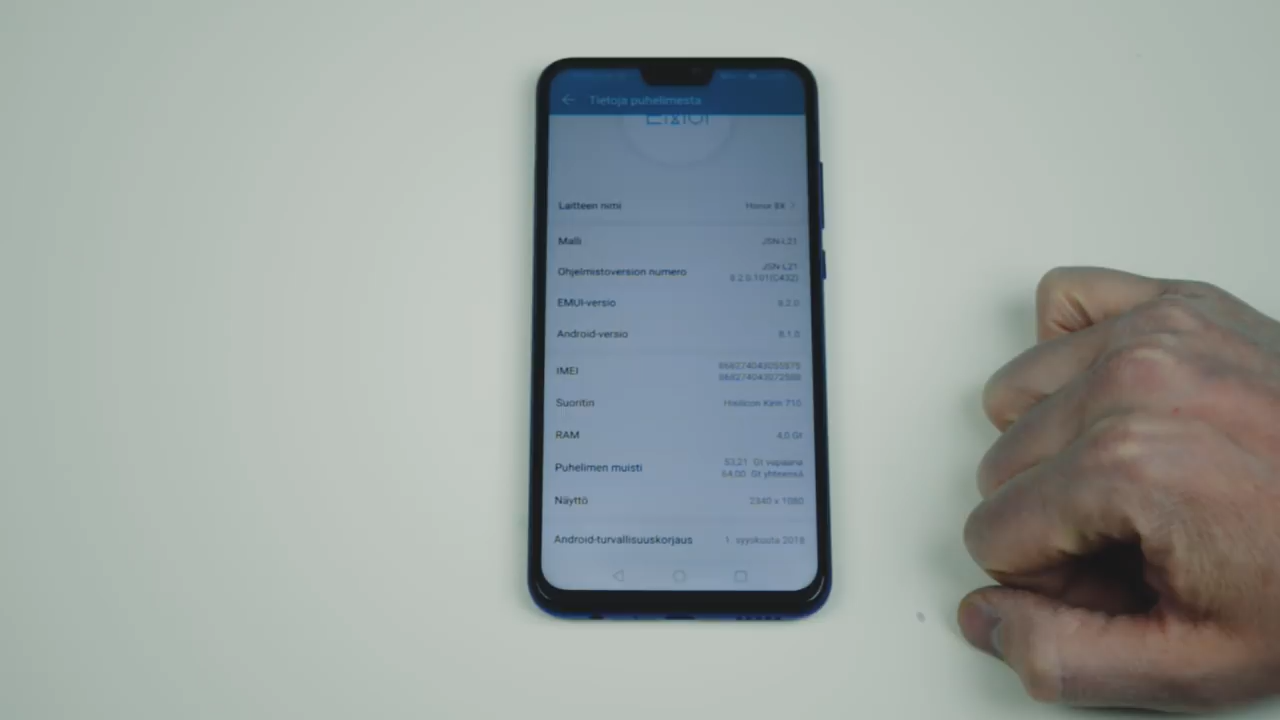 Tietoja puhelimesta
EMUI
Laitteen nimi Honor 8X
Malli JSN-L21
Ohjelmistoversion numero JSN-L21
8.2.0.101(C432)
EMUI-versio 8.2.0
Android-versio 8.1.0
IMEI
Suoritin Hisilicon Kirin 710
RAM 4,0 Gt
Puhelimen muisti 53,21 Gt vapaana
64,00 Gt yhteensä
Näyttö 2340 x 1080
Android-turvallisuuskorjaus 1. syyskuuta 2018